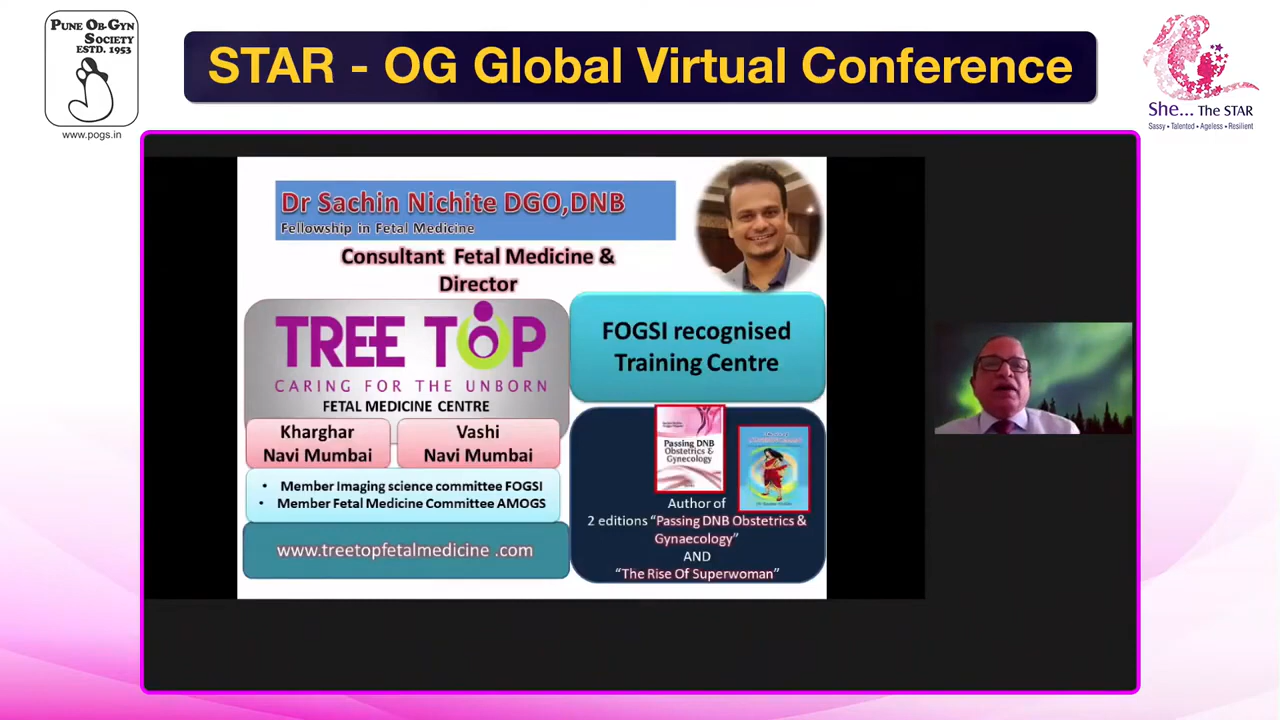 PUNE OB-GYN
SOCIETY
ESTD. 1953
www.pogs.in
STAR - OG Global Virtual Conference
She... The STAR
Sassy • Talented • Ageless • Resilient
Dr Sachin Nichite DGO,DNB
Fellowship in Fetal Medicine
Consultant Fetal Medicine &
Director
TREE TOP
CARING FOR THE UNBORN
FETAL MEDICINE CENTRE
Kharghar
Navi Mumbai
Vashi
Navi Mumbai
• Member Imaging science committee FOGSI
• Member Fetal Medicine Committee AMOGS
www.treetopfetalmedicine .com
FOGSI recognised
Training Centre
Passing DNB
Obstetrics &
Gynecology
Author of
2 editions “Passing DNB Obstetrics &
Gynaecology”
AND
“The Rise Of Superwoman”